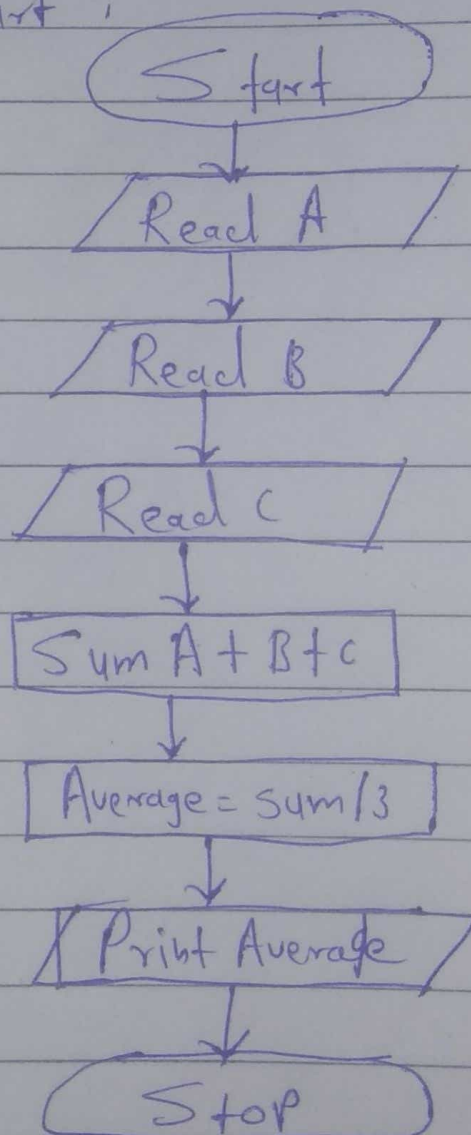 Start
Read A
Read B
Read C
Sum A + B + C
Average = sum/3
Print Average
Stop